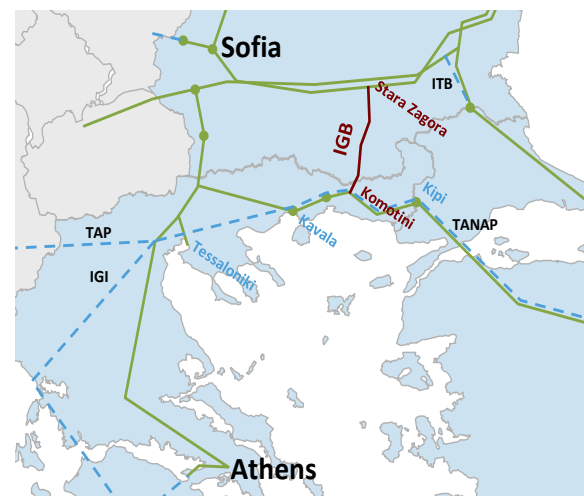 Sofia
ITB
Stara Zagora
IGB
Kipi
Komotini
TAP
Kavala
TANAP
Tessaloniki
IGI
Athens